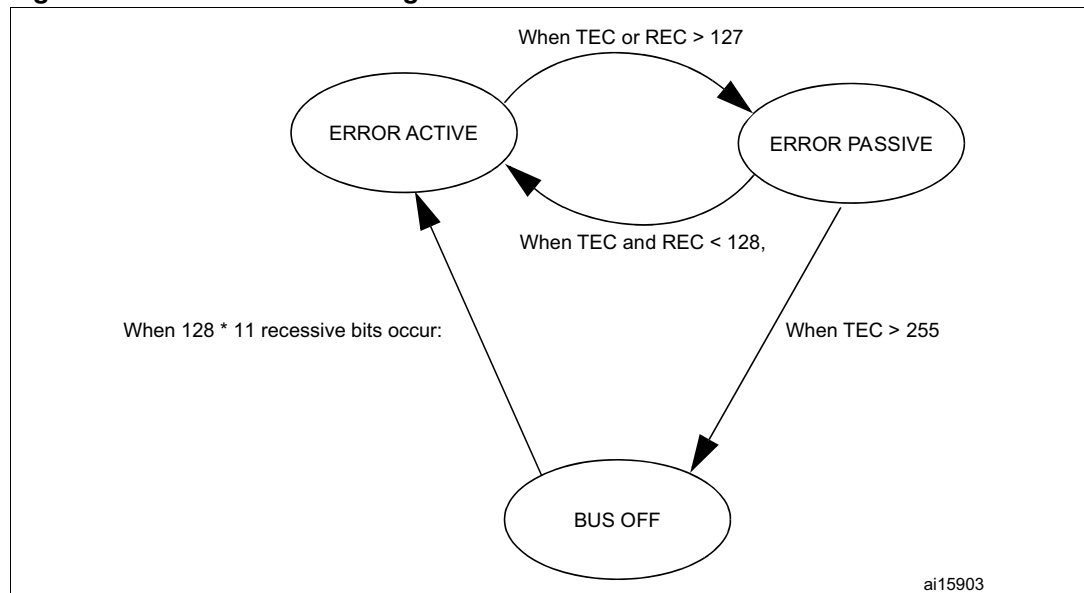 When TEC or REC > 127
ERROR ACTIVE
ERROR PASSIVE
When TEC and REC < 128,
When 128 * 11 recessive bits occur:
When TEC > 255
BUS OFF
ai15903